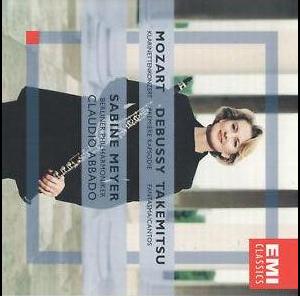 MOZART DEBUSSY TAKEMITSU
KLARINETTENKONZERT PREMIÈRE RAPSODIE FANTASMA/CANTOS
SABINE MEYER
BERLINER PHILHARMONIKER
CLAUDIO ABBADO
EMI
CLASSICS